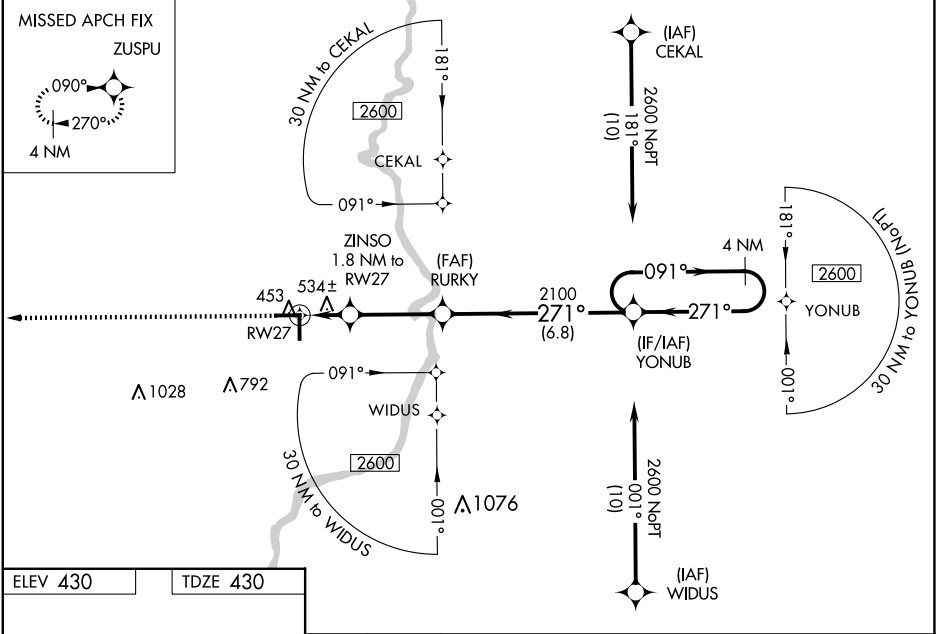 MISSED APCH FIX
ZUSPU
090°
270°
4 NM
30 NM to CEKAL
181°
2600
CEKAL
091°
(IAF)
CEKAL
2600 NoPT
181°
(10)
ZINSO
1.8 NM to
RW27
(FAF)
RURKY
453
534±
RW27
2100
271°
(6.8)
4 NM
091°
271°
(IF/IAF)
YONUB
181°
2600
YONUB
001°
30 NM to YONUB (NoPT)
1028
792
091°
WIDUS
2600
001°
30 NM to WIDUS
1076
2600 NoPT
001°
(10)
(IAF)
WIDUS
ELEV 430
TDZE 430